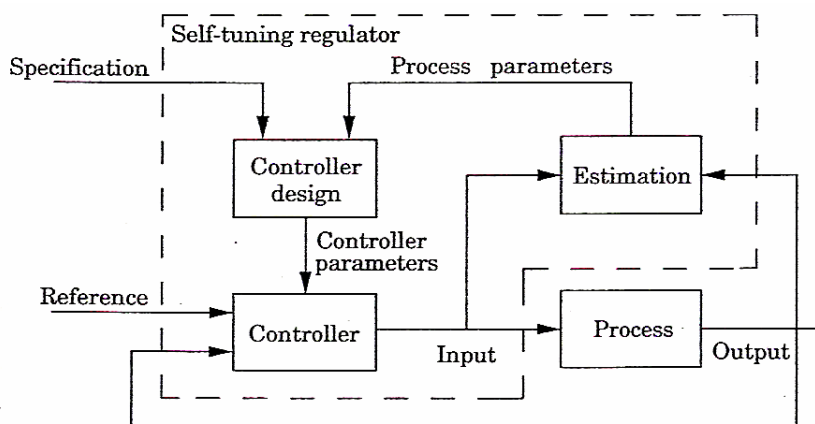 Self-tuning regulator
Specification
Process parameters
Controller
design
Estimation
Controller
parameters
Reference
Controller
Process
Input
Output